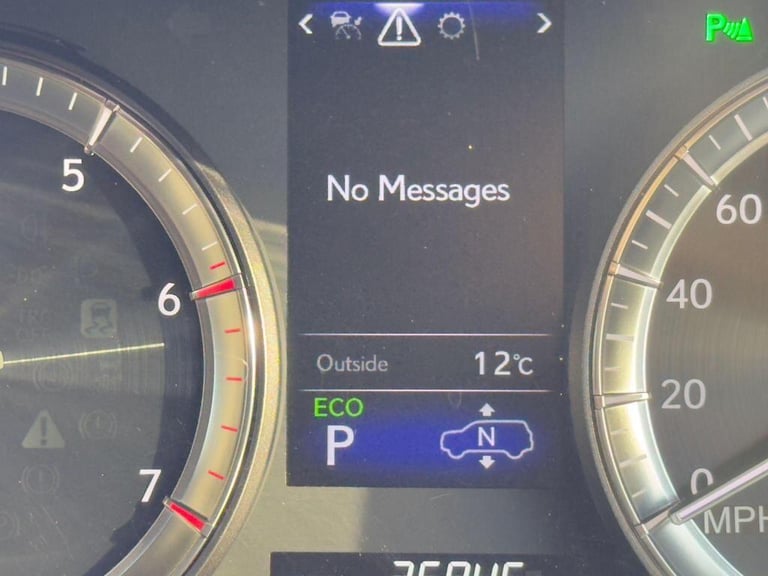 P
No Messages
5
6
7
60
40
20
0
MPH
Outside 12°C
ECO
P
N